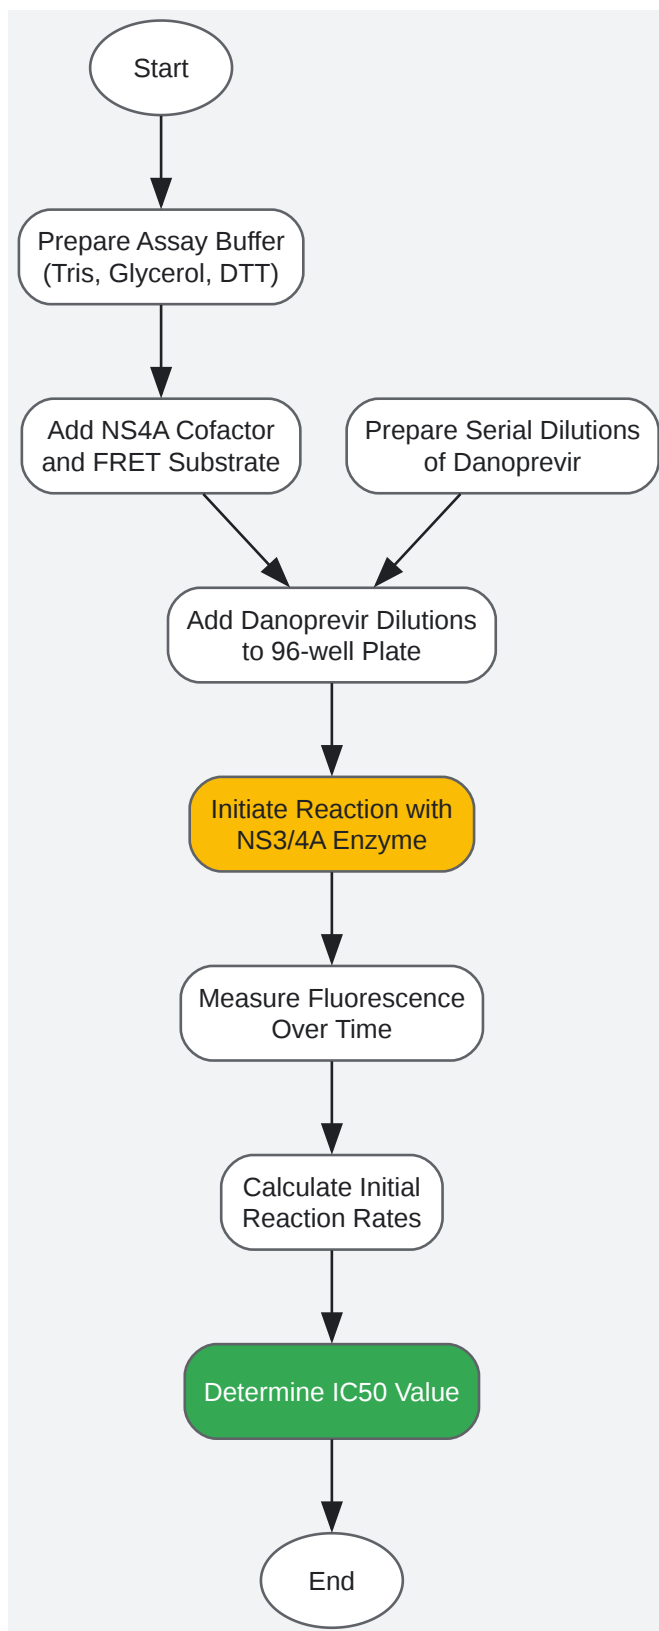 Start
Prepare Assay Buffer
(Tris, Glycerol, DTT)
Add NS4A Cofactor
and FRET Substrate
Prepare Serial Dilutions
of Danoprevir
Add Danoprevir Dilutions
to 96-well Plate
Initiate Reaction with
NS3/4A Enzyme
Measure Fluorescence
Over Time
Calculate Initial
Reaction Rates
Determine IC50 Value
End